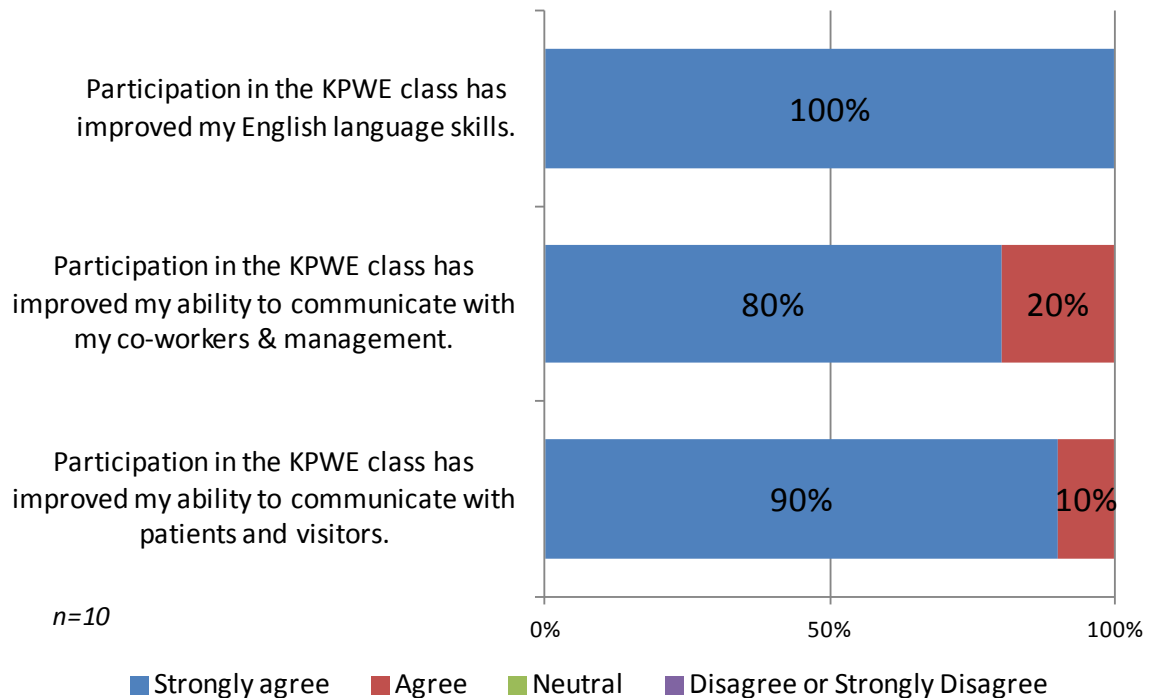 Participation in the KPWE class has
improved my English language skills.
100%
Participation in the KPWE class has
improved my ability to communicate with
my co-workers & management.
80%
20%
Participation in the KPWE class has
improved my ability to communicate with
patients and visitors.
90%
10%
n=10
0%
50%
100%
Strongly agree
Agree
Neutral
Disagree or Strongly Disagree